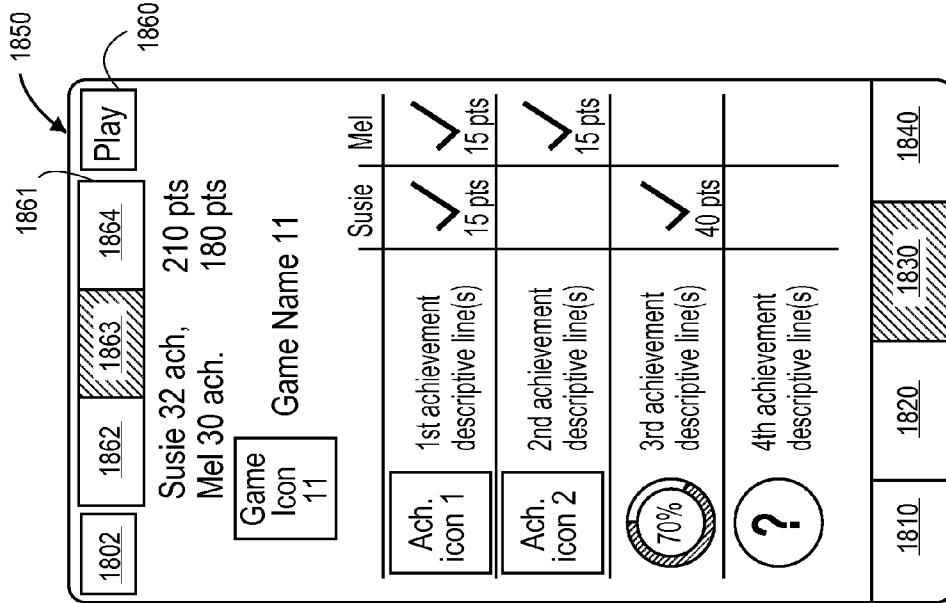 1850
1861
1860
1802
1862
1863
1864
Play
Susie 32 ach, 210 pts
Mel 30 ach. 180 pts
Game
Icon
11
Game Name 11
Susie
Mel
Ach.
icon 1
1st achievement
descriptive line(s)
15 pts
15 pts
Ach.
icon 2
2nd achievement
descriptive line(s)
15 pts
70%
3rd achievement
descriptive line(s)
40 pts
?
4th achievement
descriptive line(s)
1810
1820
1830
1840